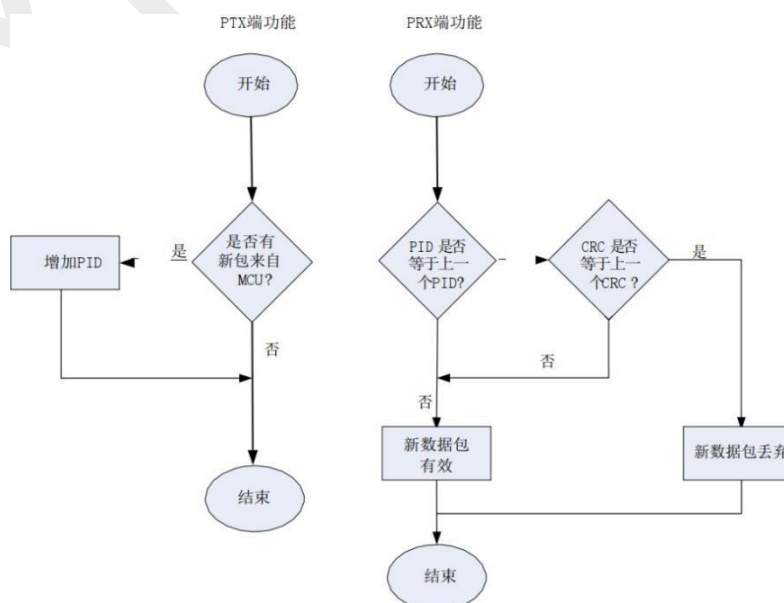 PTX端功能
开始
是否有
新包来自
MCU?
是
增加PID
否
结束
PRX端功能
开始
PID 是否
等于上一
个PID?
CRC 是否
等于上一
个CRC ?
是
否
否
新数据包
有效
新数据包丢弃
结束